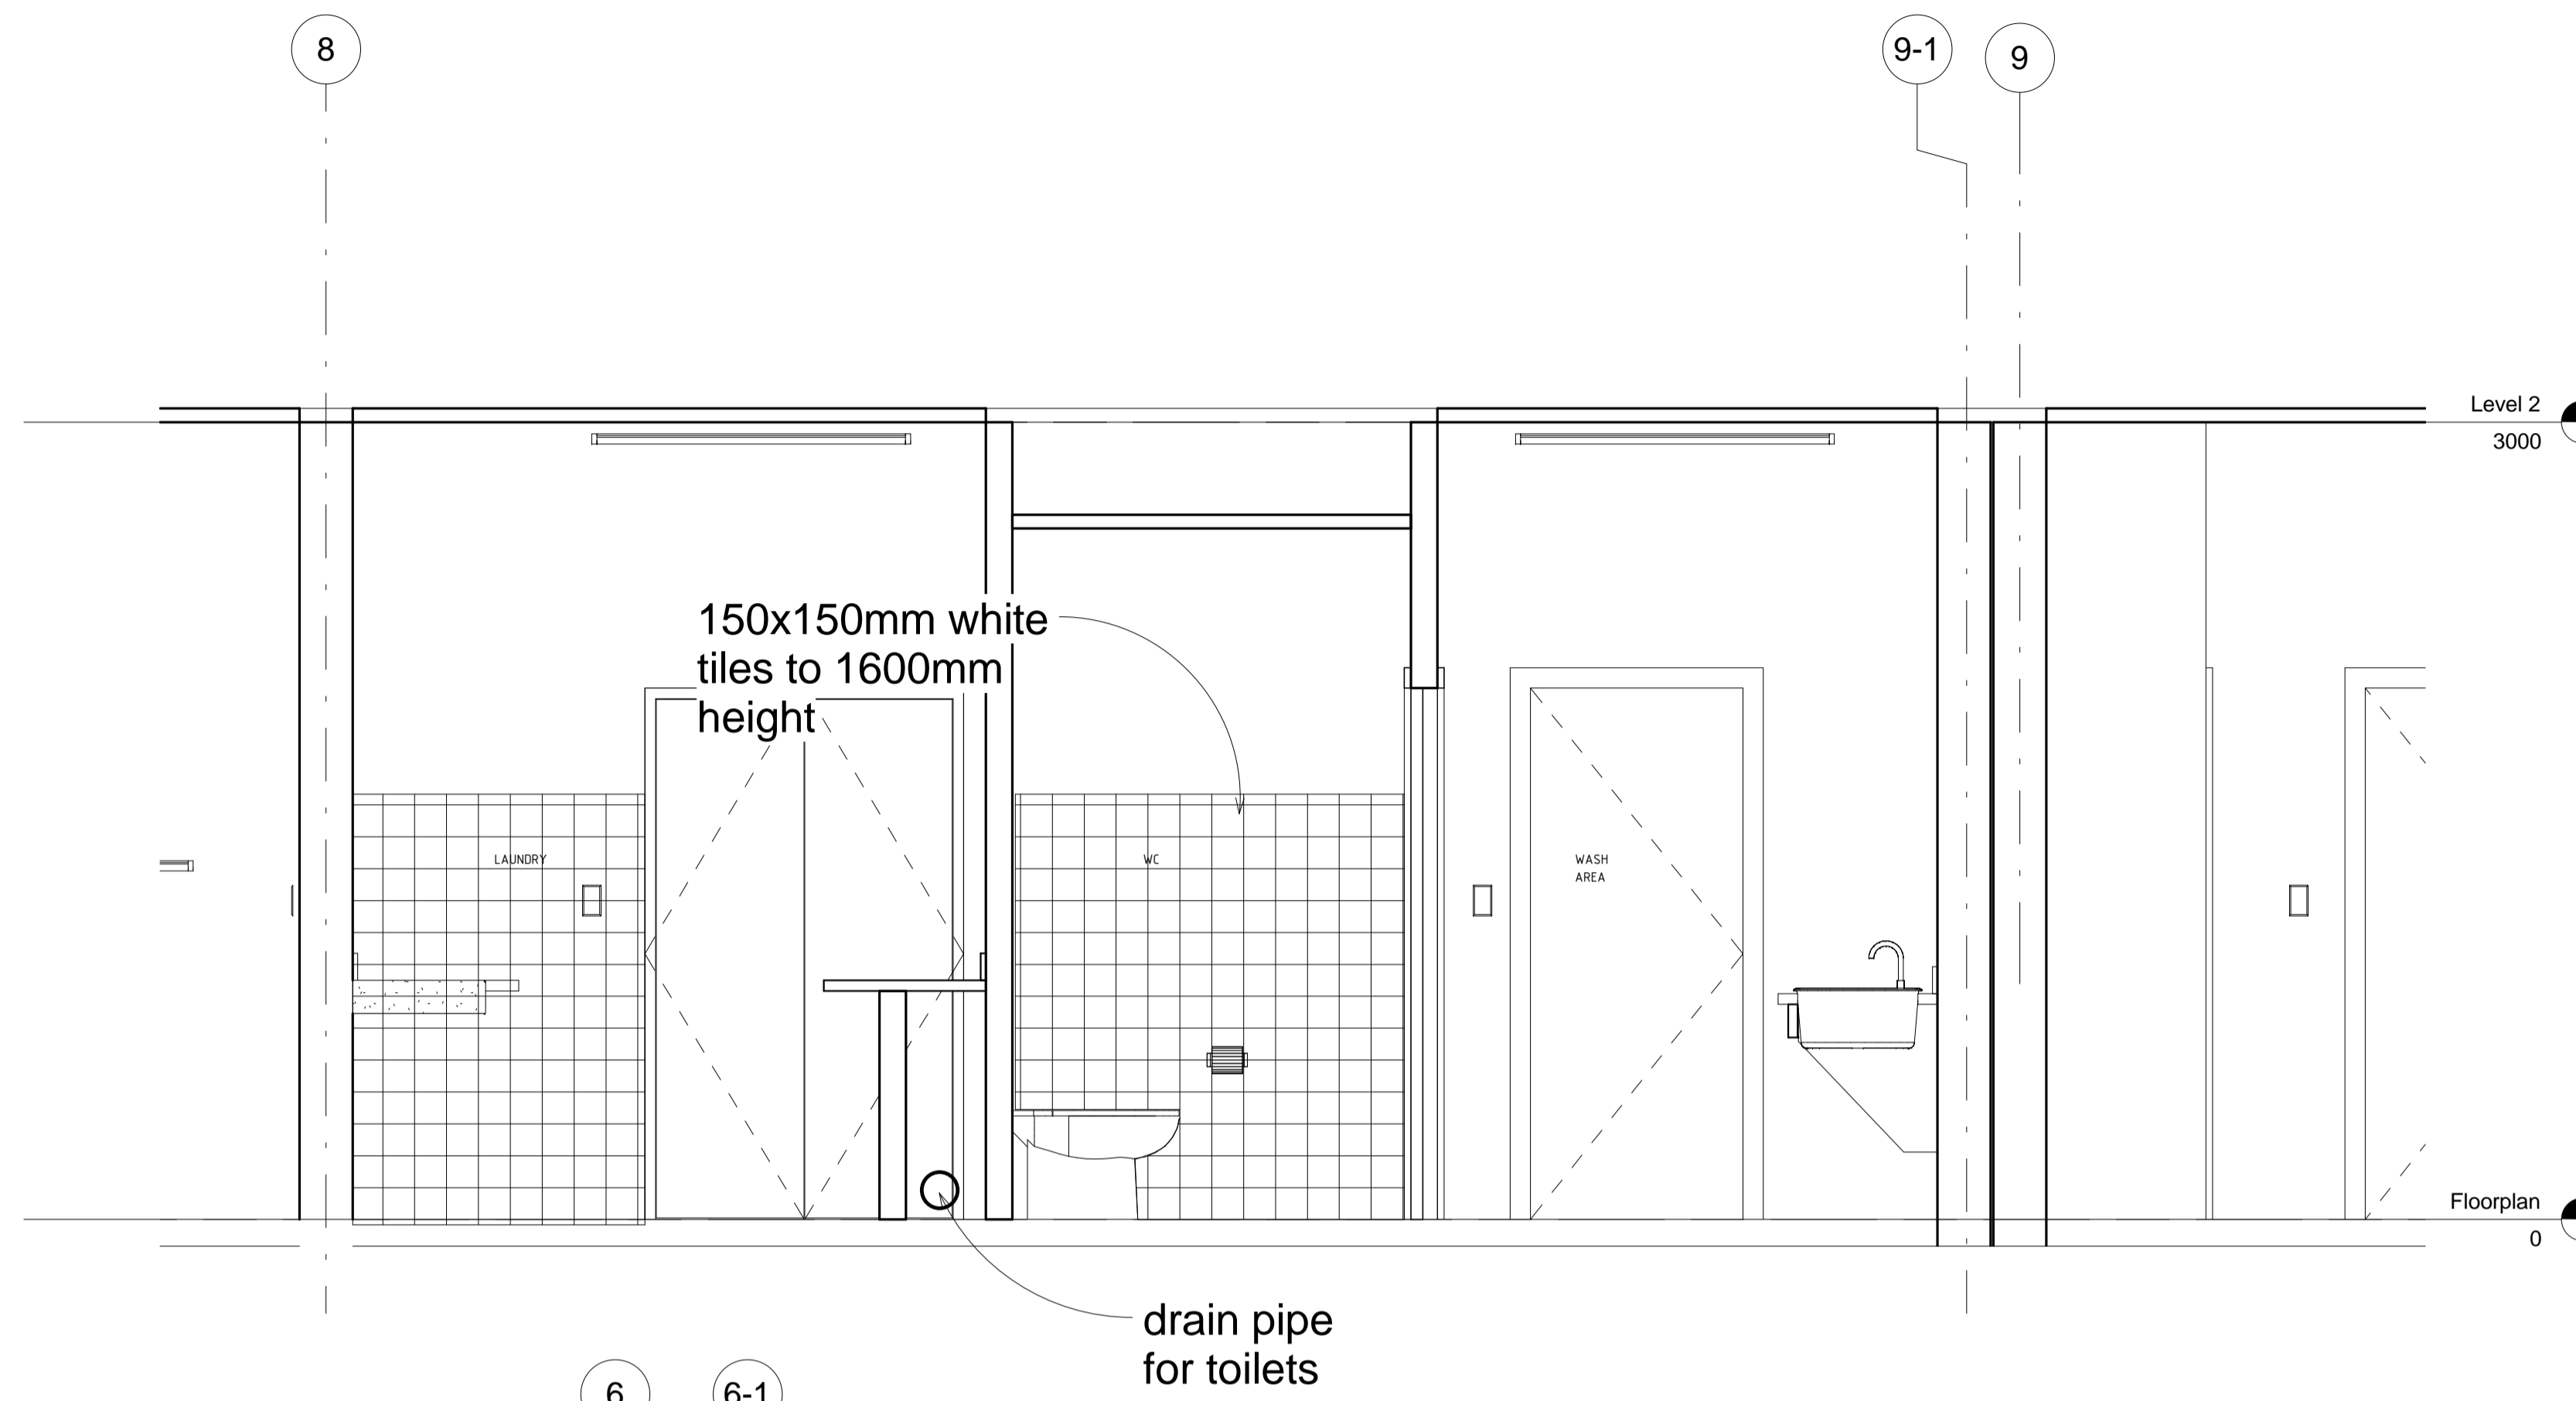 8
9-1
9
Level 2
3000
150x150mm white
tiles to 1600mm
height
LAUNDRY
WC
WASH
AREA
Floorplan
0
drain pipe
for toilets
6
6-1